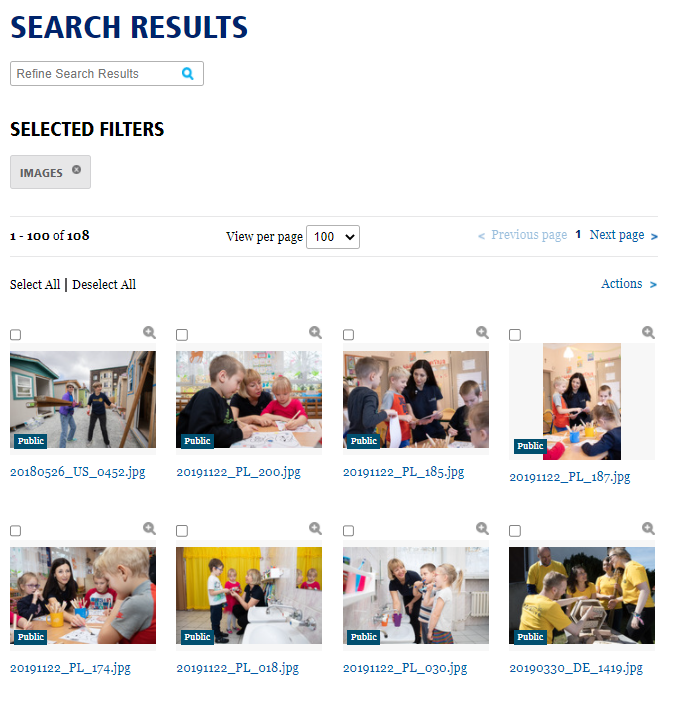 SEARCH RESULTS
Refine Search Results
SELECTED FILTERS
IMAGES
1 - 100 of 108
View per page 100
< Previous page 1 Next page >
Select All | Deselect All
Actions >
Public Public Public Public
20180526_US_0452.jpg 20191122_PL_200.jpg 20191122_PL_185.jpg 20191122_PL_187.jpg
Public Public Public Public
20191122_PL_174.jpg 20191122_PL_018.jpg 20191122_PL_030.jpg 20190330_DE_1419.jpg